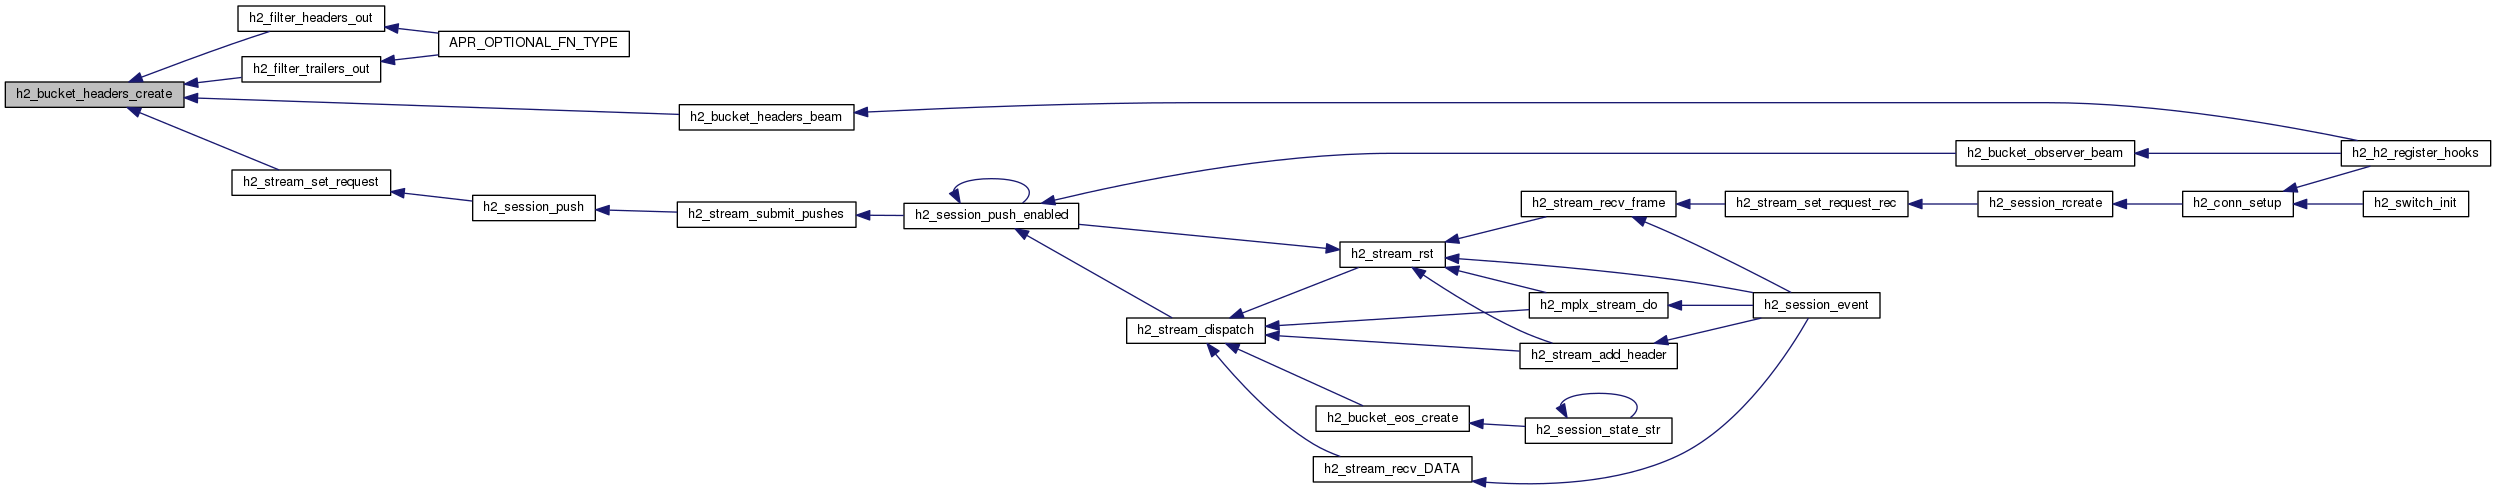 h2_filter_headers_out
APR_OPTIONAL_FN_TYPE
h2_filter_trailers_out
h2_bucket_headers_create
h2_bucket_headers_beam
h2_bucket_observer_beam
h2_h2_register_hooks
h2_stream_set_request
h2_session_push
h2_stream_submit_pushes
h2_session_push_enabled
h2_stream_recv_frame
h2_stream_set_request_rec
h2_session_rcreate
h2_conn_setup
h2_switch_init
h2_stream_rst
h2_mplx_stream_do
h2_session_event
h2_stream_dispatch
h2_stream_add_header
h2_bucket_eos_create
h2_session_state_str
h2_stream_recv_DATA